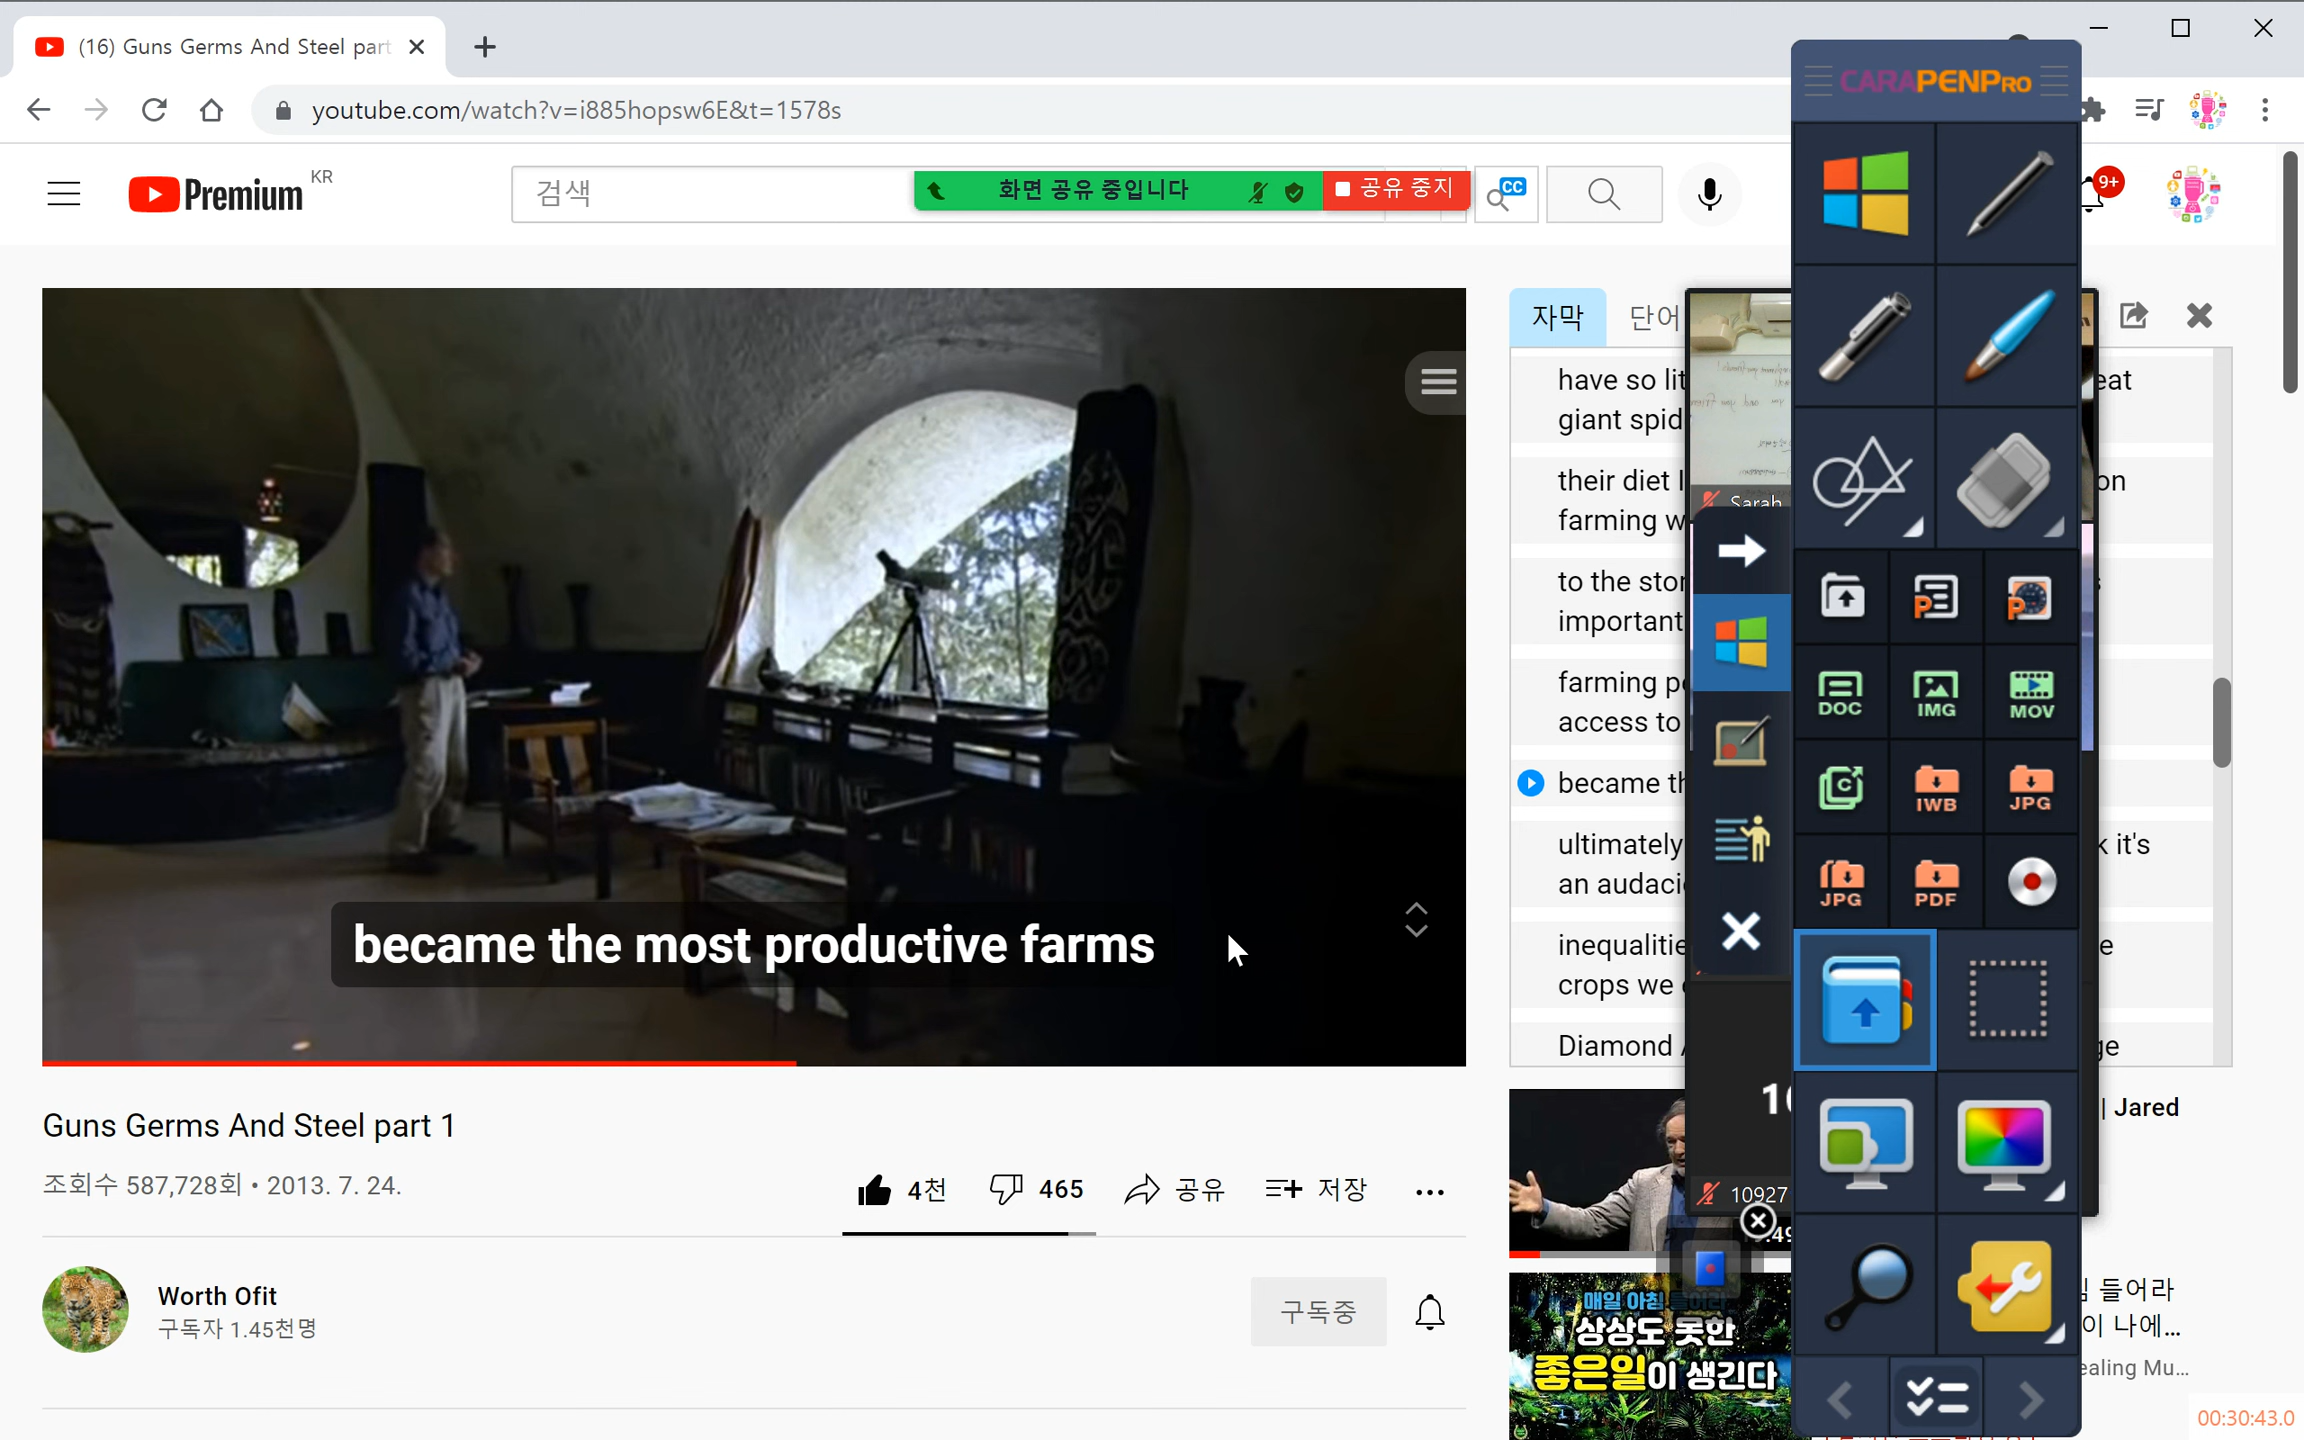 (16) Guns Germs And Steel part
youtube.com/watch?v=i885hopsw6E&t=1578s
CARAPENPRO
Premium KR
검색
화면 공유 중입니다
공유 중지
CC
9+
자막
단어
have so lit
eat
giant spid
their diet
on
farming w
to the stor
important
farming p
access to
became th
ultimately
k it's
an audaci
inequalitie
e
crops we
Diamond
ge
Sarah
DOC
IMG
MOV
IWB
JPG
JPG
PDF
became the most productive farms
Guns Germs And Steel part 1
조회수 587,728회 • 2013. 7. 24.
4천
465
공유
저장
Worth Ofit
구독자 1.45천명
구독중
| Jared
10927
매일 아침 들어라
상상도 못한
좋은일이 생긴다
들어라
이 나에...
ealing Mu...
00:30:43.0